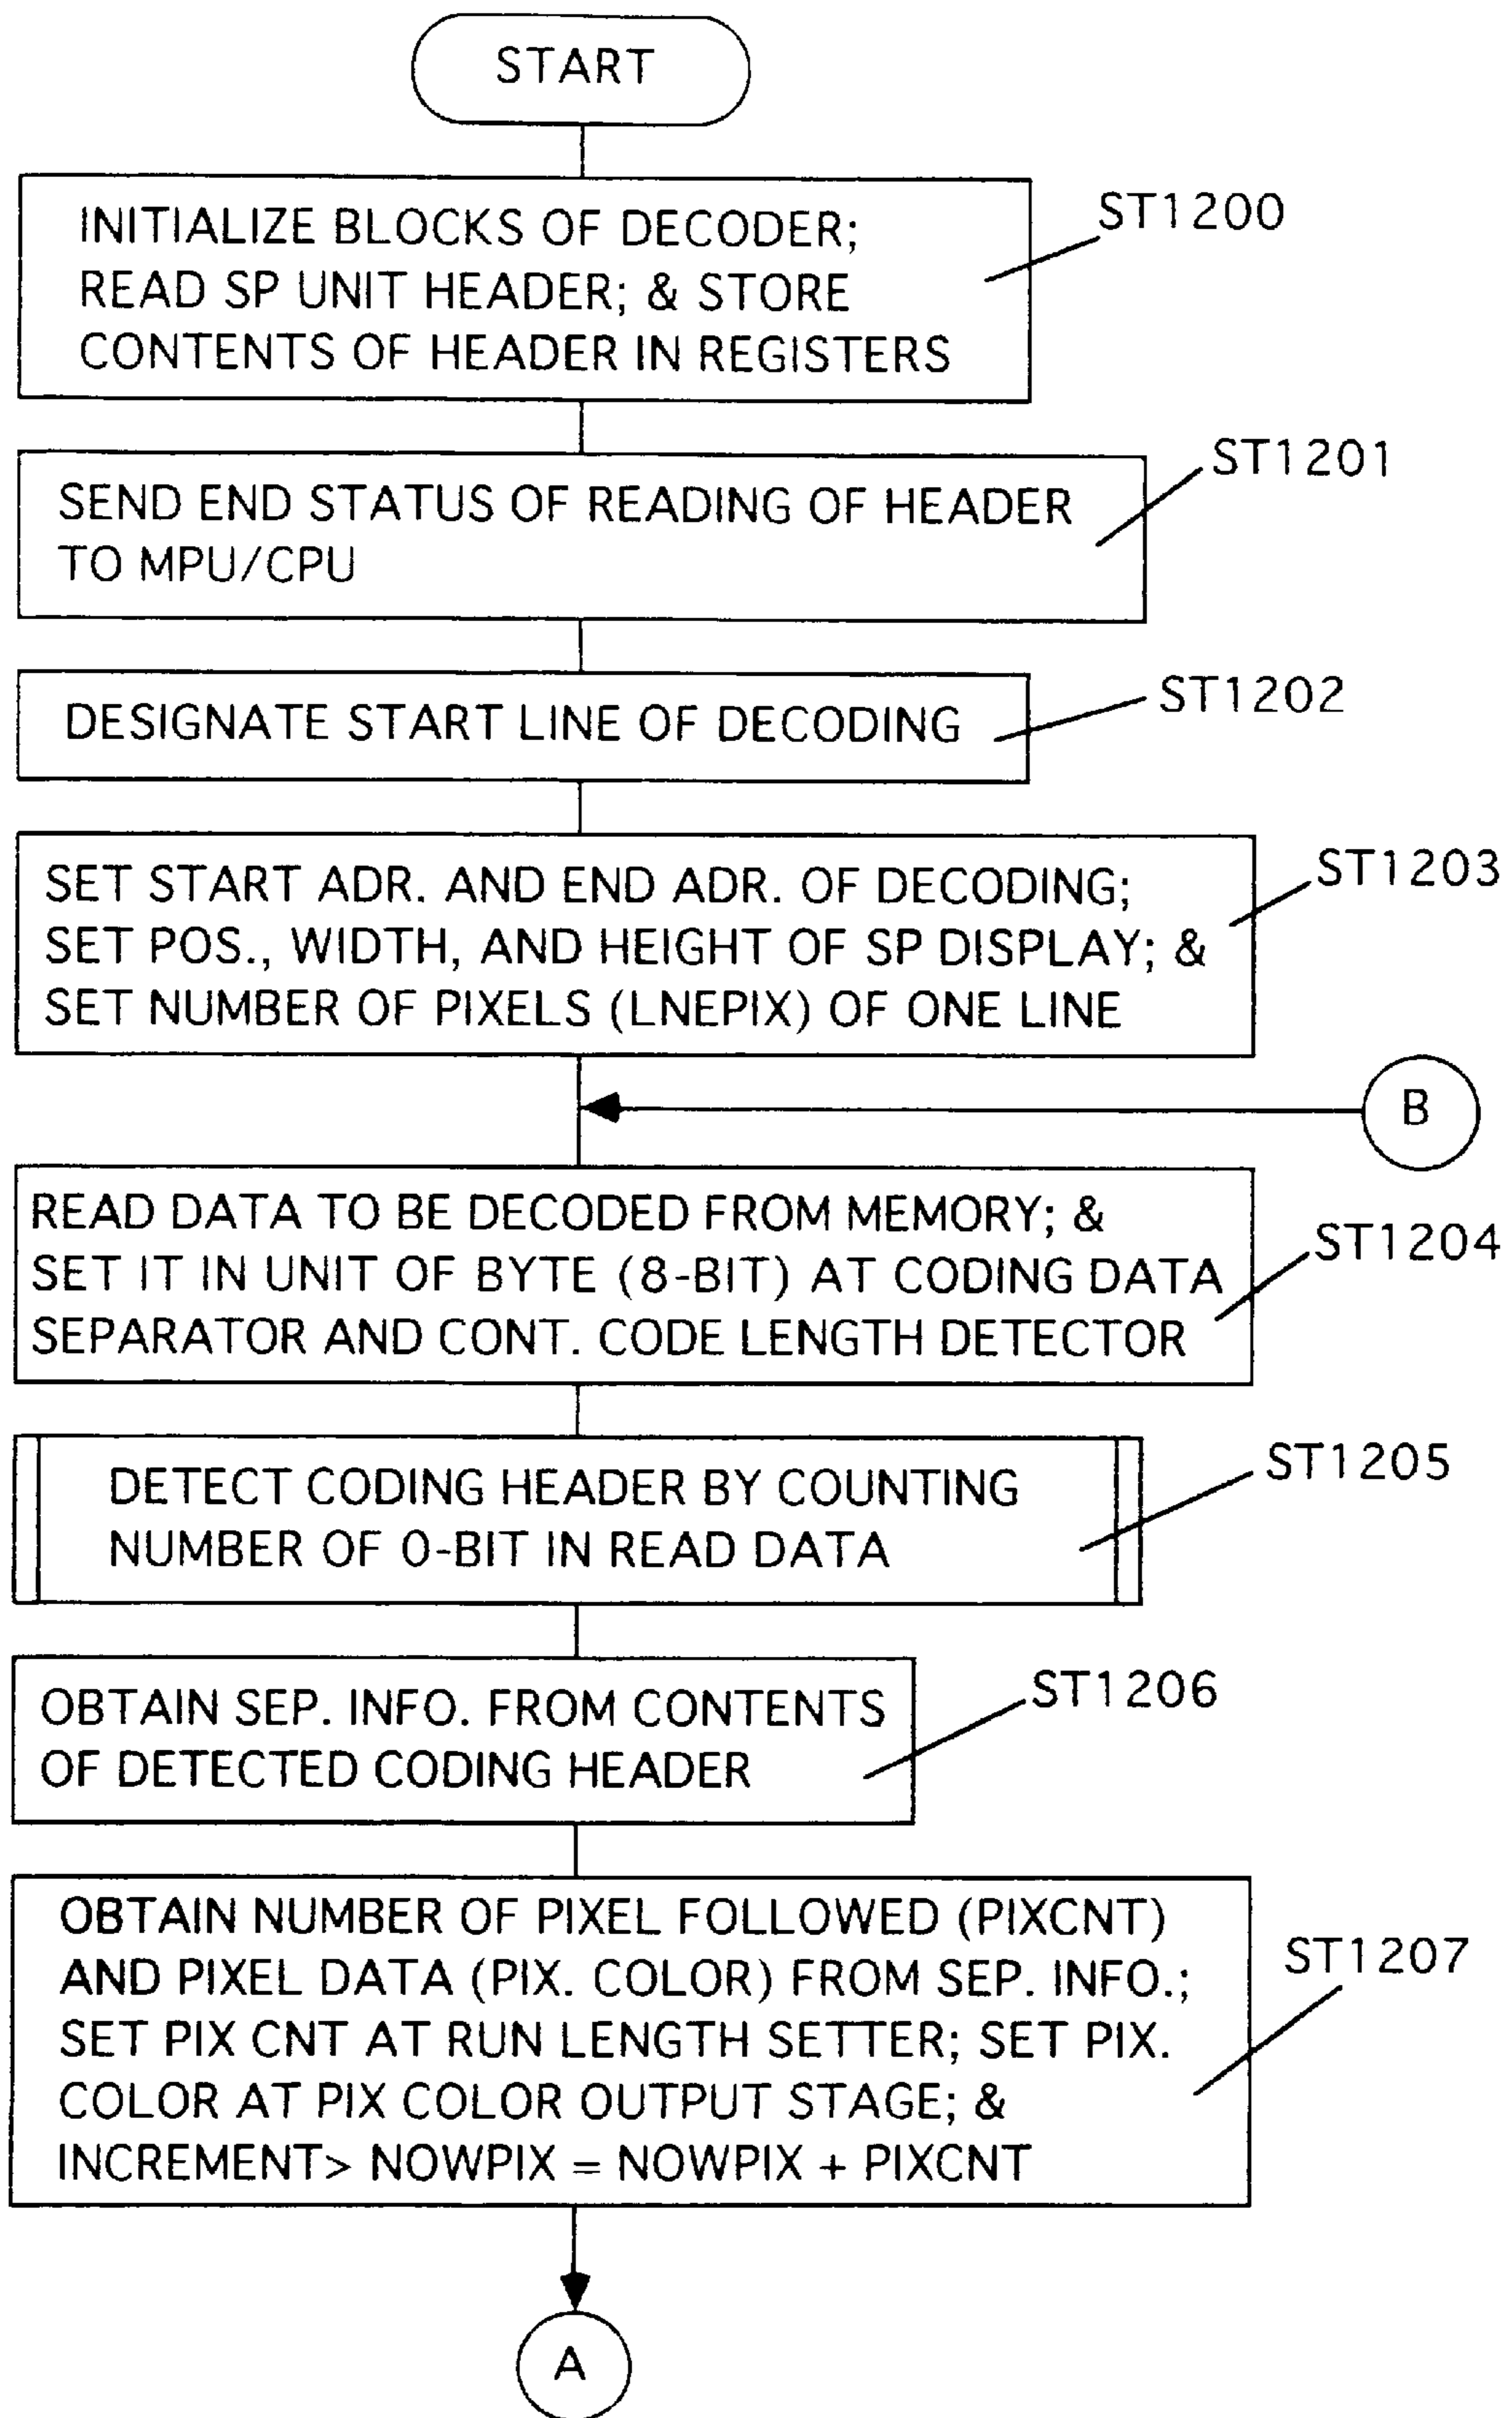 START
INITIALIZE BLOCKS OF DECODER;
READ SP UNIT HEADER; & STORE
CONTENTS OF HEADER IN REGISTERS
ST1200
SEND END STATUS OF READING OF HEADER
TO MPU/CPU
ST1201
DESIGNATE START LINE OF DECODING
ST1202
SET START ADR. AND END ADR. OF DECODING;
SET POS., WIDTH, AND HEIGHT OF SP DISPLAY; &
SET NUMBER OF PIXELS (LNEPIX) OF ONE LINE
ST1203
B
READ DATA TO BE DECODED FROM MEMORY; &
SET IT IN UNIT OF BYTE (8-BIT) AT CODING DATA
SEPARATOR AND CONT. CODE LENGTH DETECTOR
ST1204
DETECT CODING HEADER BY COUNTING
NUMBER OF 0-BIT IN READ DATA
ST1205
OBTAIN SEP. INFO. FROM CONTENTS
OF DETECTED CODING HEADER
ST1206
OBTAIN NUMBER OF PIXEL FOLLOWED (PIXCNT)
AND PIXEL DATA (PIX. COLOR) FROM SEP. INFO.;
SET PIX CNT AT RUN LENGTH SETTER; SET PIX.
COLOR AT PIX COLOR OUTPUT STAGE; &
INCREMENT> NOWPIX = NOWPIX + PIXCNT
ST1207
A